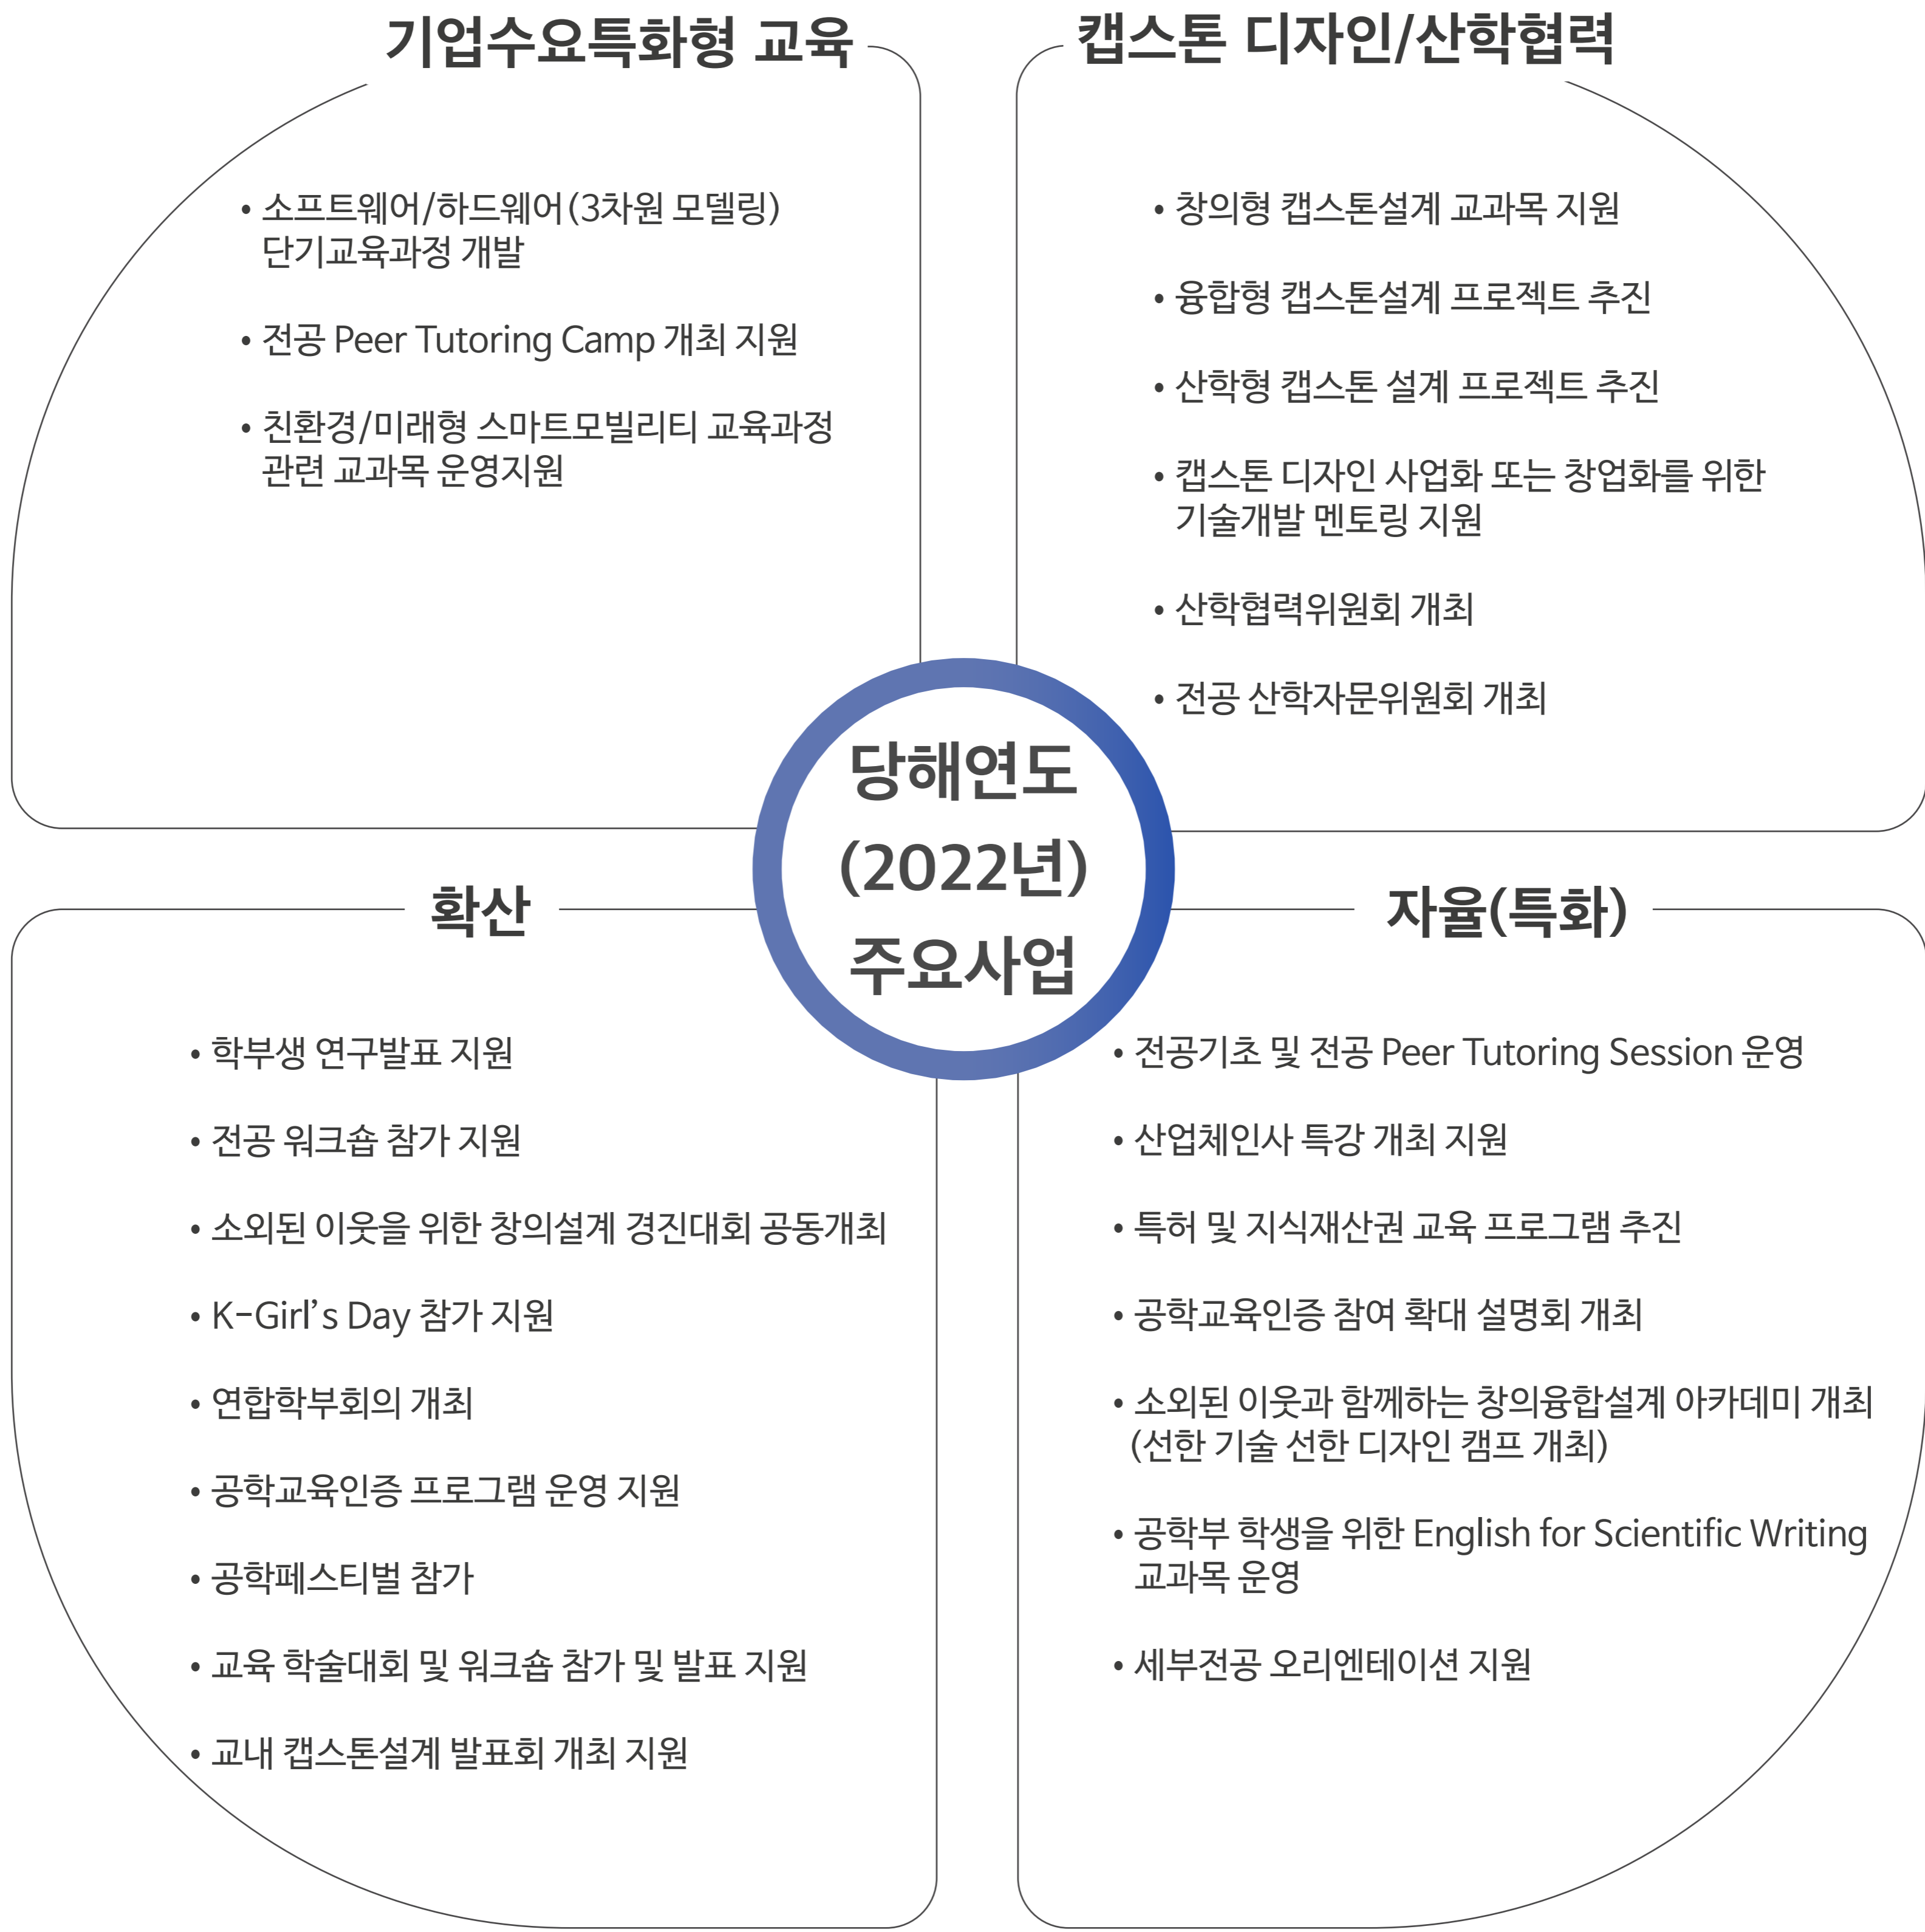 기업수요특화형 교육
• 소프트웨어/하드웨어(3차원 모델링)
단기교육과정 개발
• 전공 Peer Tutoring Camp 개최 지원
• 친환경/미래형 스마트모빌리티 교육과정
관련 교과목 운영지원
캡스톤 디자인/산학협력
• 창의형 캡스톤설계 교과목 지원
• 융합형 캡스톤설계 프로젝트 추진
• 산학형 캡스톤 설계 프로젝트 추진
• 캡스톤 디자인 사업화 또는 창업화를 위한
기술개발 멘토링 지원
• 산학협력위원회 개최
• 전공 산학자문위원회 개최
당해연도
(2022년)
주요사업
확산
• 학부생 연구발표 지원
• 전공 워크숍 참가 지원
• 소외된 이웃을 위한 창의설계 경진대회 공동개최
• K-Girl’s Day 참가 지원
• 연합학부회의 개최
• 공학교육인증 프로그램 운영 지원
• 공학페스티벌 참가
• 교육 학술대회 및 워크숍 참가 및 발표 지원
• 교내 캡스톤설계 발표회 개최 지원
자율(특화)
• 전공기초 및 전공 Peer Tutoring Session 운영
• 산업체인사 특강 개최 지원
• 특허 및 지식재산권 교육 프로그램 추진
• 공학교육인증 참여 확대 설명회 개최
• 소외된 이웃과 함께하는 창의융합설계 아카데미 개최
(선한 기술 선한 디자인 캠프 개최)
• 공학부 학생을 위한 English for Scientific Writing
교과목 운영
• 세부전공 오리엔테이션 지원